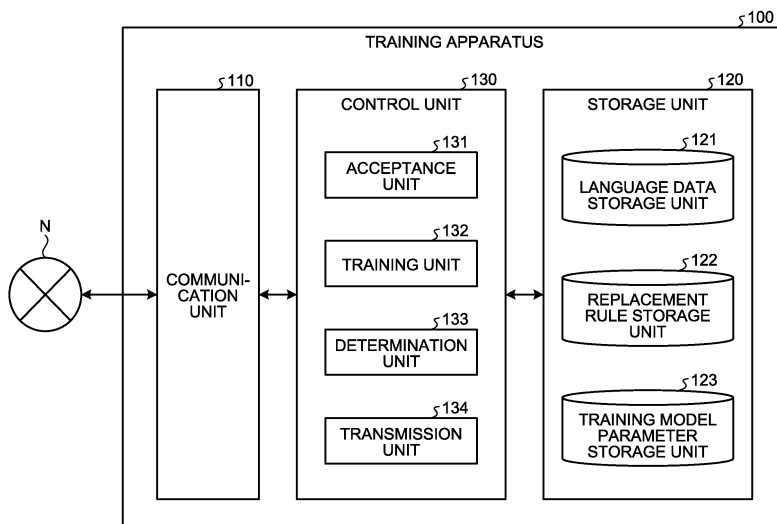 100
TRAINING APPARATUS
110
130
120
CONTROL UNIT
STORAGE UNIT
131
ACCEPTANCE
UNIT
121
LANGUAGE DATA
STORAGE UNIT
N
132
TRAINING UNIT
COMMUNI-
CATION
UNIT
122
REPLACEMENT
RULE STORAGE
UNIT
133
DETERMINATION
UNIT
123
TRAINING MODEL
PARAMETER
STORAGE UNIT
134
TRANSMISSION
UNIT